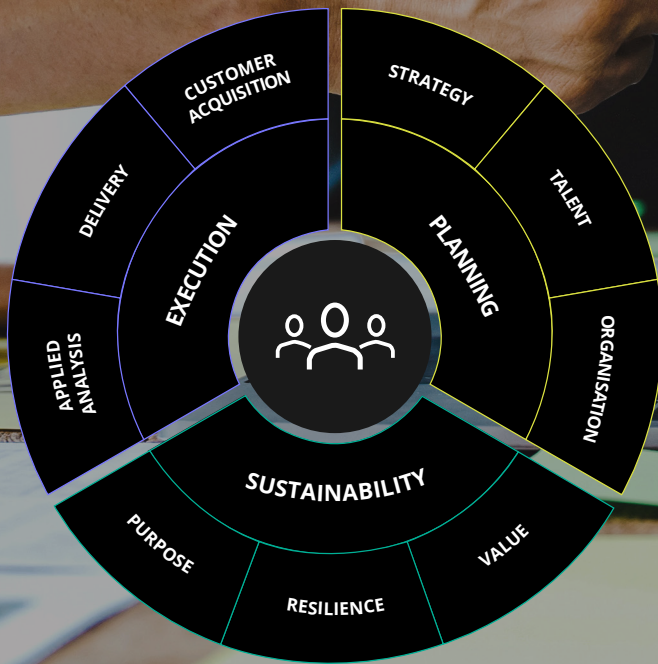 CUSTOMER
ACQUISITION
STRATEGY
DELIVERY
TALENT
EXECUTION
PLANNING
APPLIED
ANALYSIS
ORGANISATION
SUSTAINABILITY
PURPOSE
RESILIENCE
VALUE